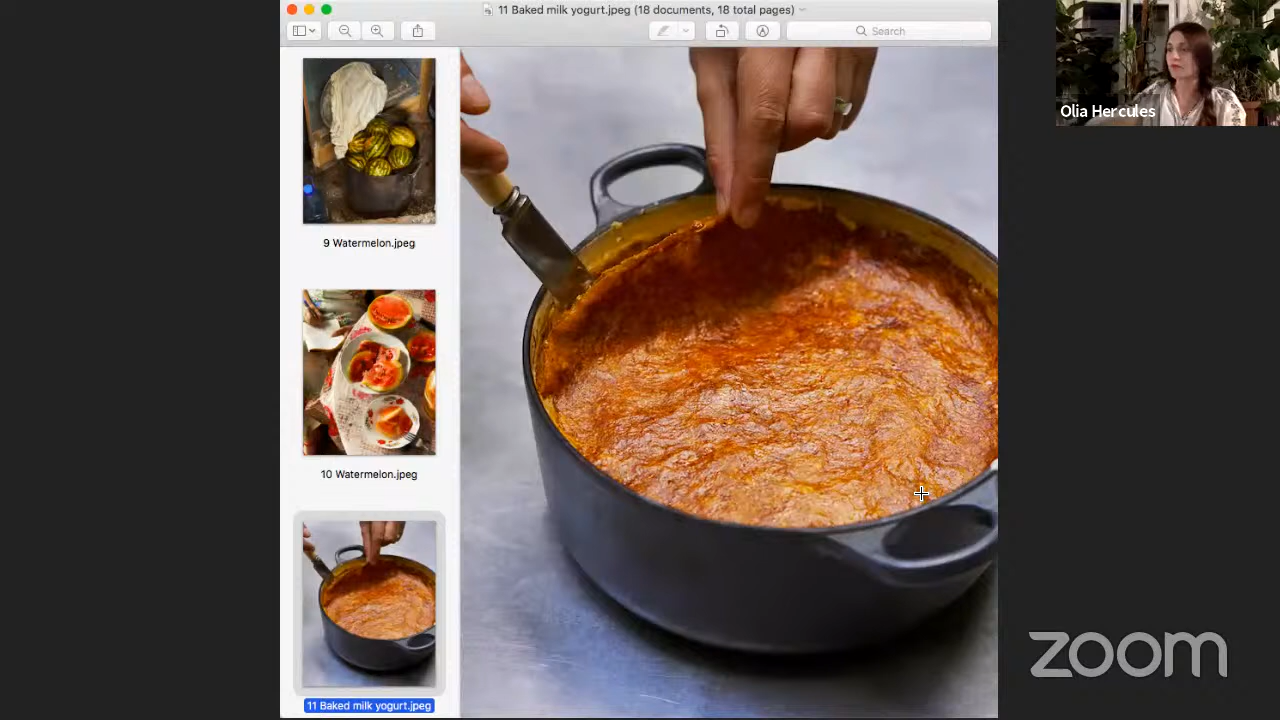 11 Baked milk yogurt.jpeg (18 documents, 18 total pages)
Search
Olia Hercules
9 Watermelon.jpeg
10 Watermelon.jpeg
11 Baked milk yogurt.jpeg
zoom